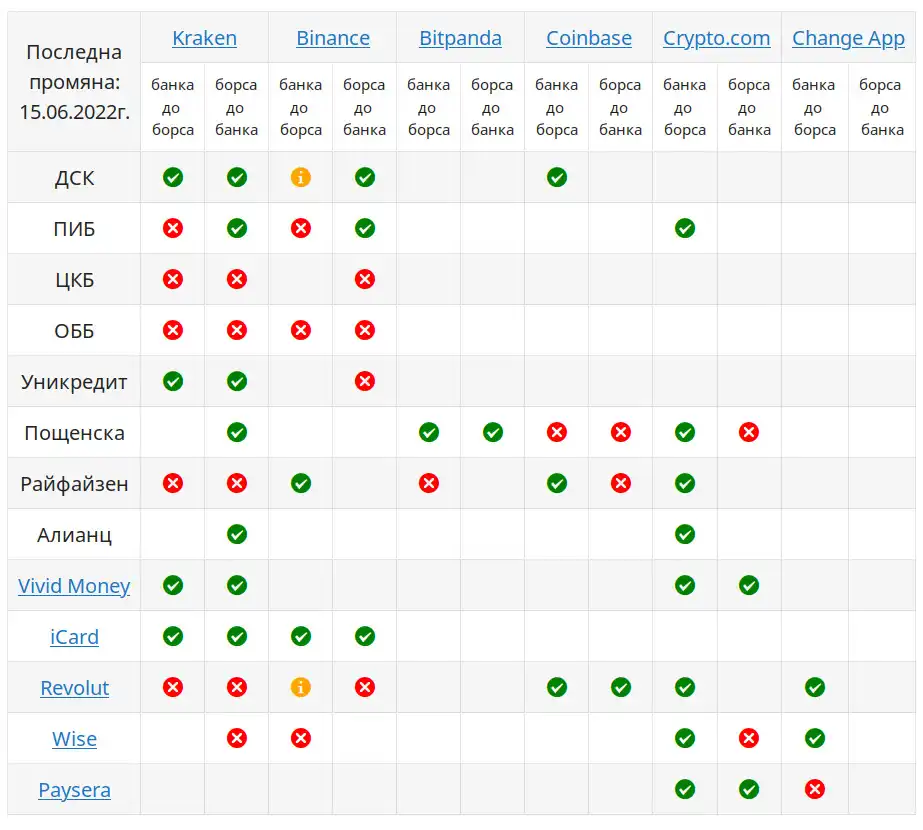 Последна
промяна:
15.06.2022г.
Kraken Binance Bitpanda Coinbase Crypto.com Change App
банка борса банка борса банка борса банка борса банка борса банка борса
до до до до до до до до до до до до
борса банка борса банка борса банка борса банка борса банка борса банка
ДСК
ПИБ
ЦКБ
ОББ
Уникредит
Пощенска
Райфайзен
Алианц
Vivid Money
iCard
Revolut
Wise
Paysera